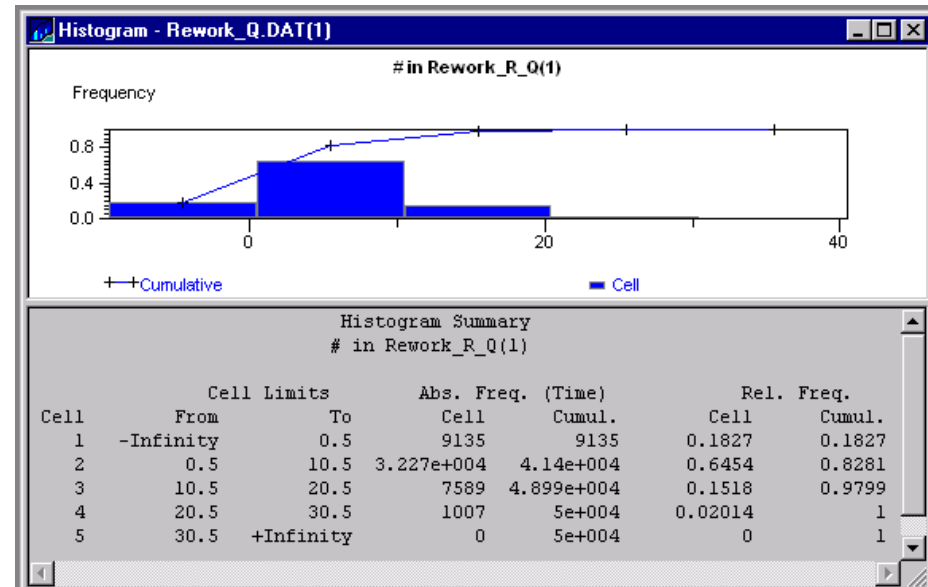 Histogram - Rework_Q.DAT(1)
# in Rework_R_Q(1)
Frequency
0.8
0.4
0.0
0 20 40
Cumulative Cell
Histogram Summary
# in Rework_R_Q(1)
Cell Limits Abs. Freq. (Time) Rel. Freq.
Cell From To Cell Cumul. Cell Cumul.
1 -Infinity 0.5 9135 9135 0.1827 0.1827
2 0.5 10.5 3.227e+004 4.14e+004 0.6454 0.8281
3 10.5 20.5 7589 4.899e+004 0.1518 0.9799
4 20.5 30.5 1007 5e+004 0.02014 1
5 30.5 +Infinity 0 5e+004 0 1